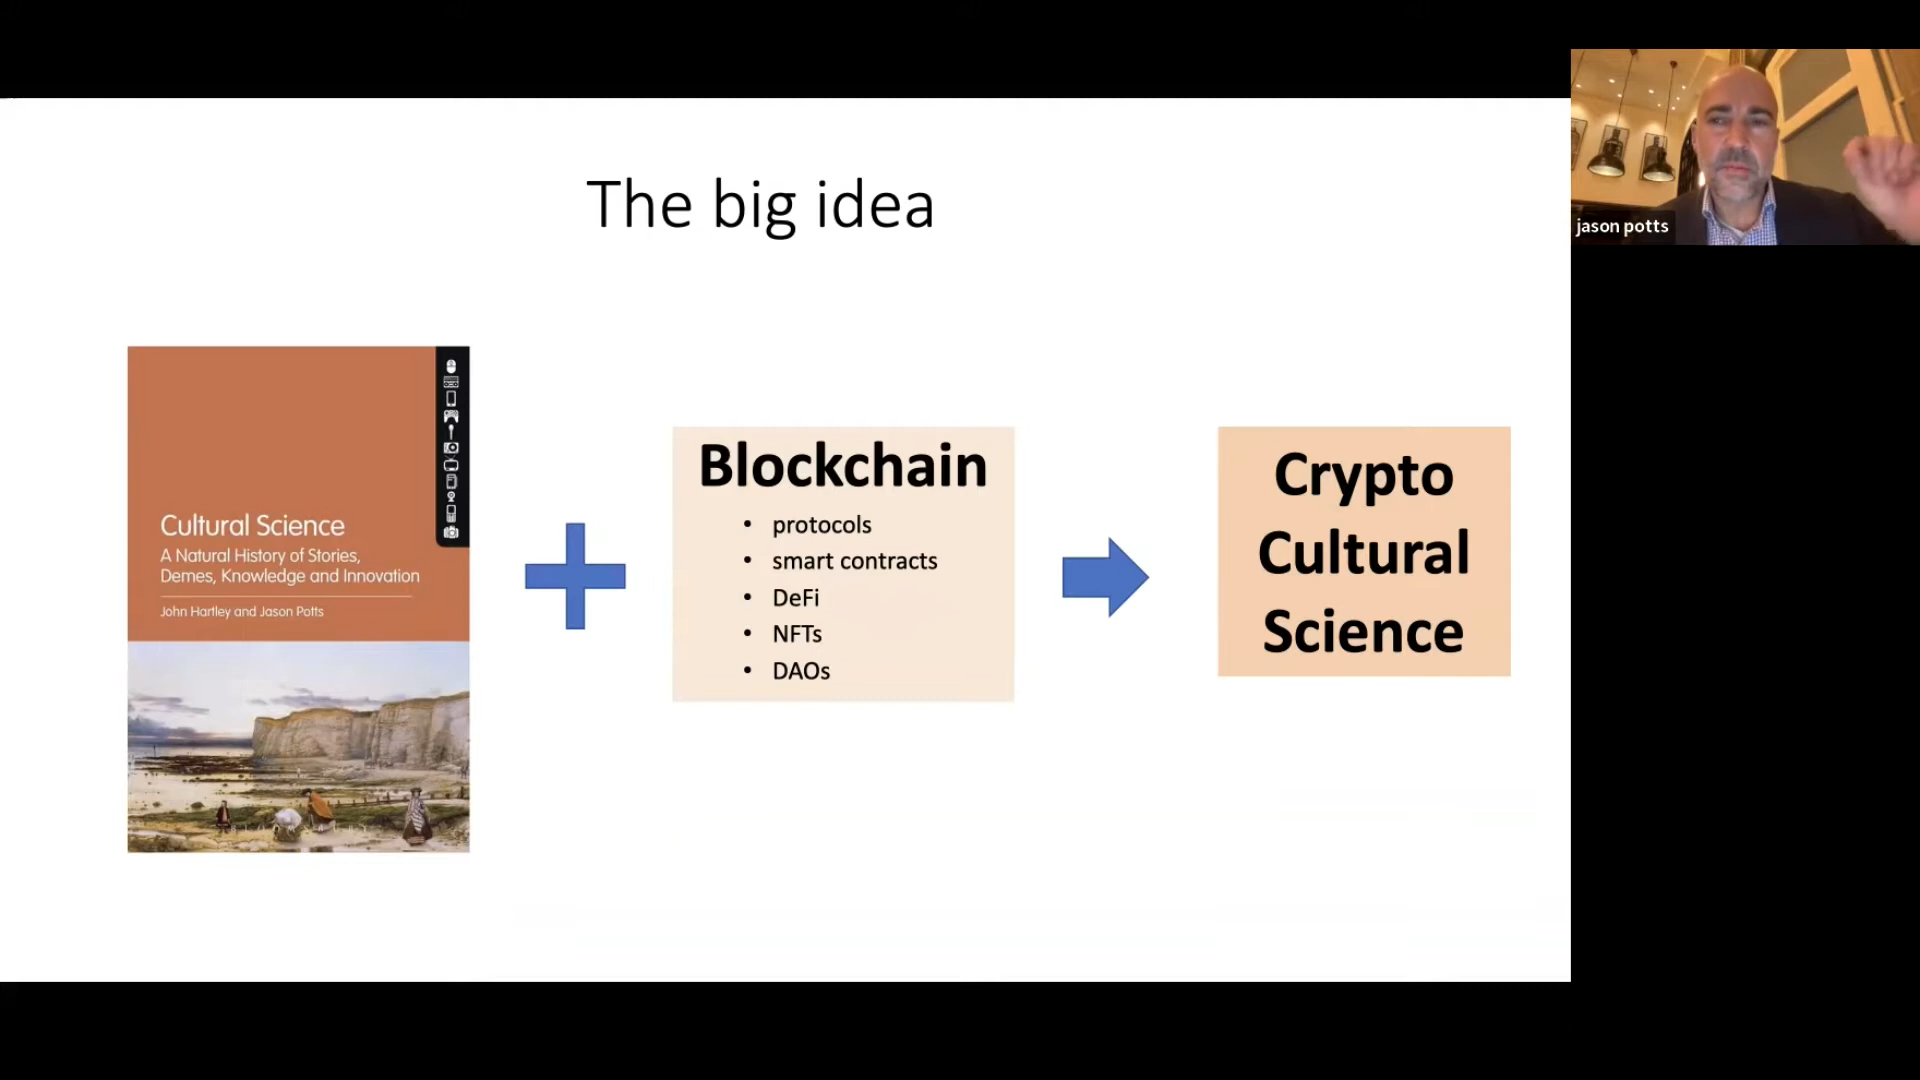 The big idea
Cultural Science
A Natural History of Stories,
Demes, Knowledge and Innovation
John Hartley and Jason Potts
BLOOMSBURY
Blockchain
• protocols
• smart contracts
• DeFi
• NFTs
• DAOs
Crypto
Cultural
Science
jason potts